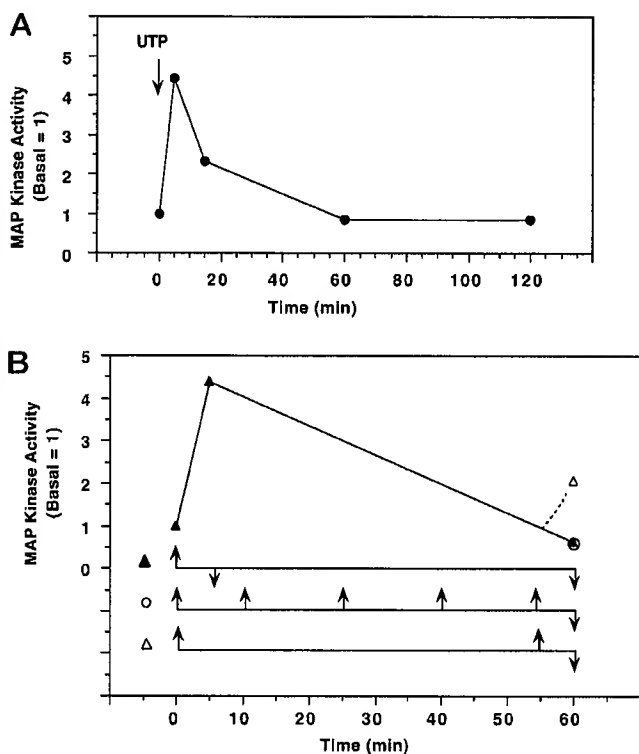 A
UTP
MAP Kinase Activity
(Basal = 1)
5
4
3
2
1
0
0 20 40 60 80 100 120
Time (min)
B
MAP Kinase Activity
(Basal = 1)
5
4
3
2
1
0
0 10 20 30 40 50 60
Time (min)